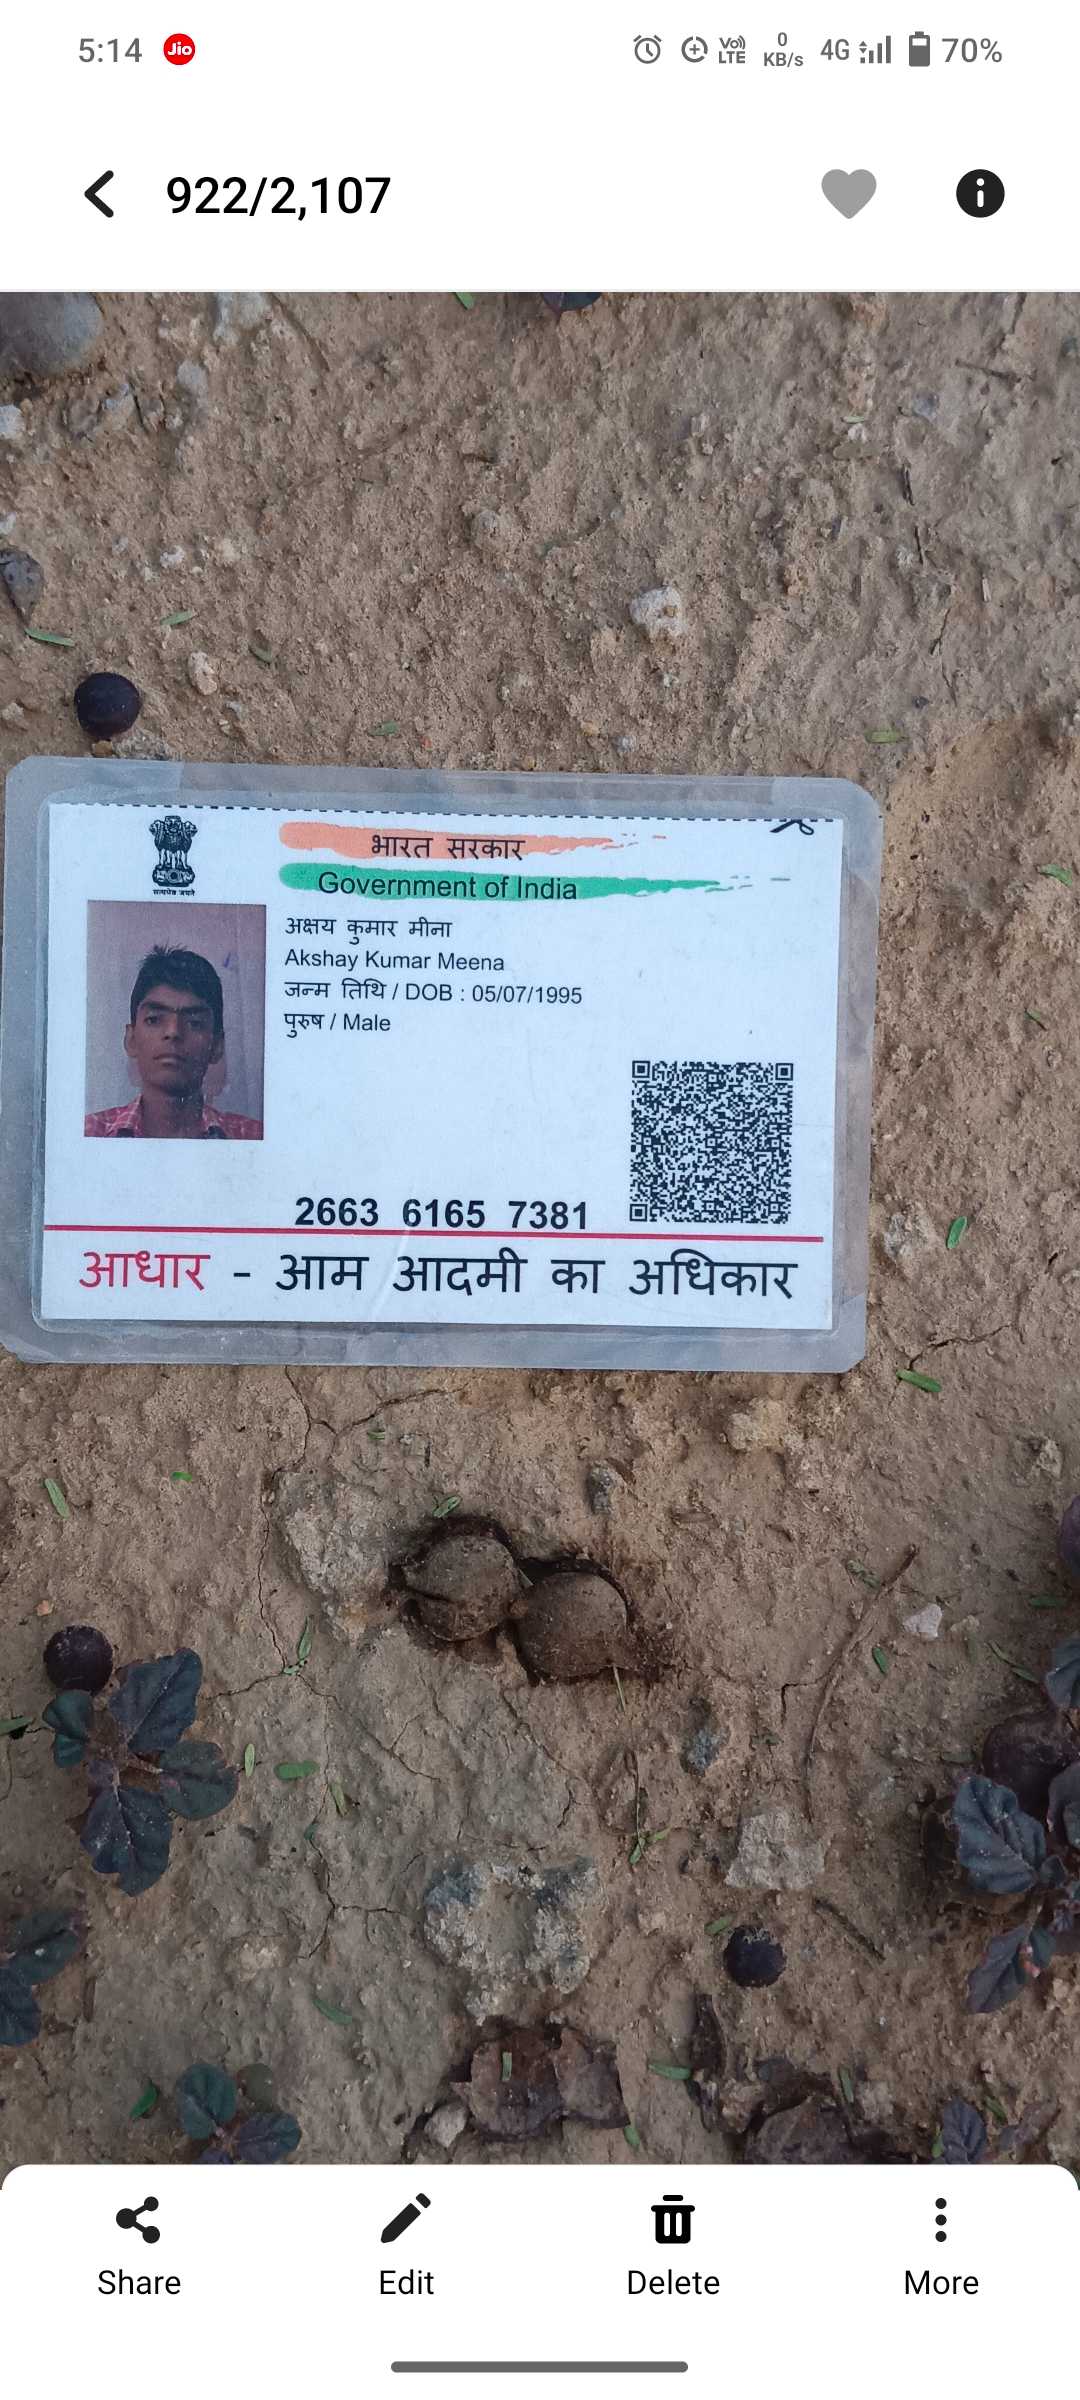 5:14 Jio Vo)) LTE 0 KB/s 4G 70%
922/2,107
भारत सरकार
Government of India
सत्यमेव जयते
अक्षय कुमार मीना
Akshay Kumar Meena
जन्म तिथि / DOB : 05/07/1995
पुरुष / Male
2663 6165 7381
आधार - आम आदमी का अधिकार
Share Edit Delete More